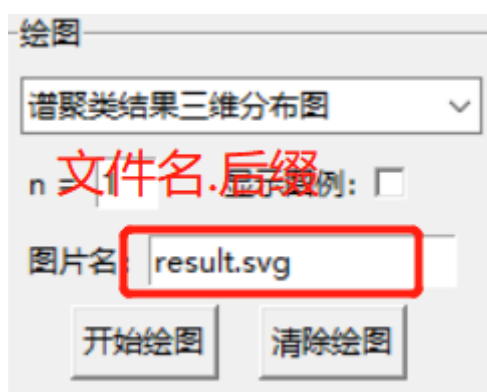 绘图
谱聚类结果三维分布图
n = 1 显示图例:
文件名.后缀
图片名: result.svg
开始绘图 清除绘图